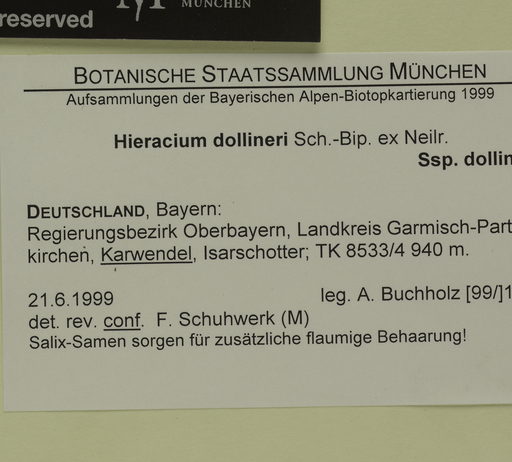 reserved
MÜNCHEN
BOTANISCHE STAATSSAMMLUNG MÜNCHEN
Aufsammlungen der Bayerischen Alpen-Biotopkartierung 1999
Hieracium dollineri Sch.-Bip. ex Neilr.
Ssp. dollin
DEUTSCHLAND, Bayern:
Regierungsbezirk Oberbayern, Landkreis Garmisch-Part
kirchen, Karwendel, Isarschotter; TK 8533/4 940 m.
21.6.1999 leg. A. Buchholz [99/]1
det. rev. conf. F. Schuhwerk (M)
Salix-Samen sorgen für zusätzliche flaumige Behaarung!